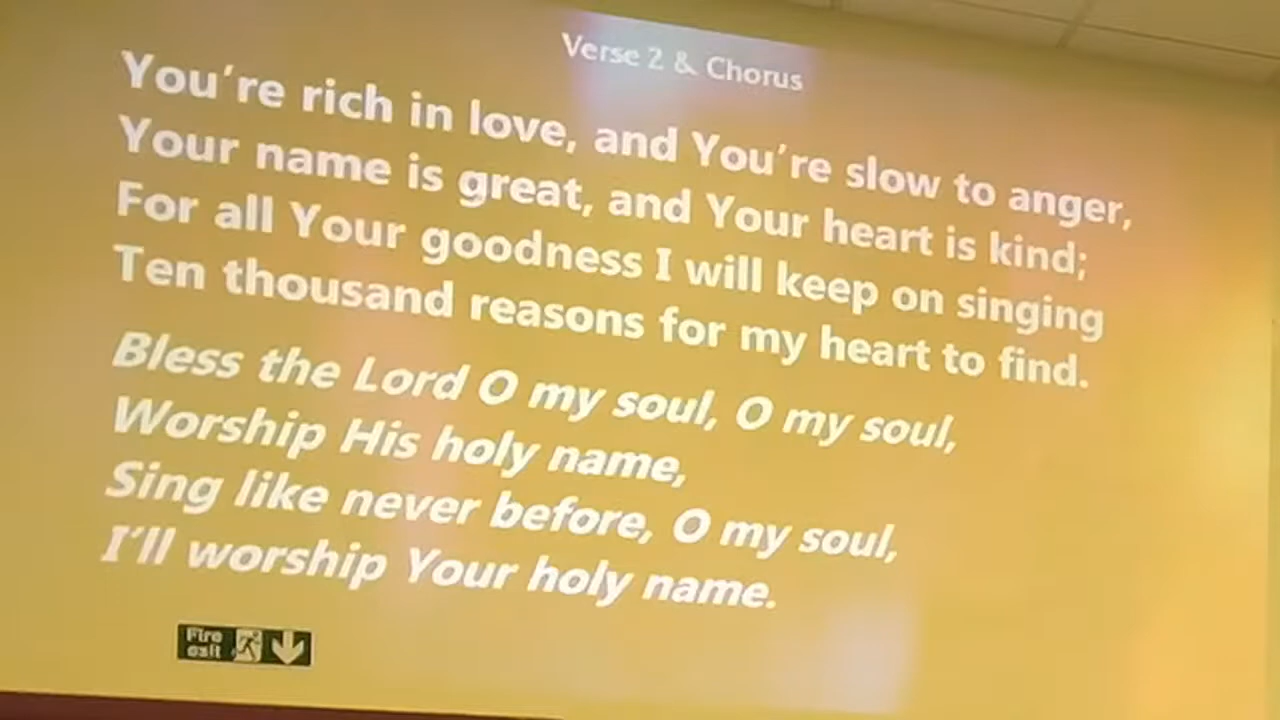 Verse 2 & Chorus
You're rich in love, and You're slow to anger,
Your name is great, and Your heart is kind;
For all Your goodness I will keep on singing
Ten thousand reasons for my heart to find.
Bless the Lord O my soul, O my soul,
Worship His holy name,
Sing like never before, O my soul,
I'll worship Your holy name.
Fire
exit